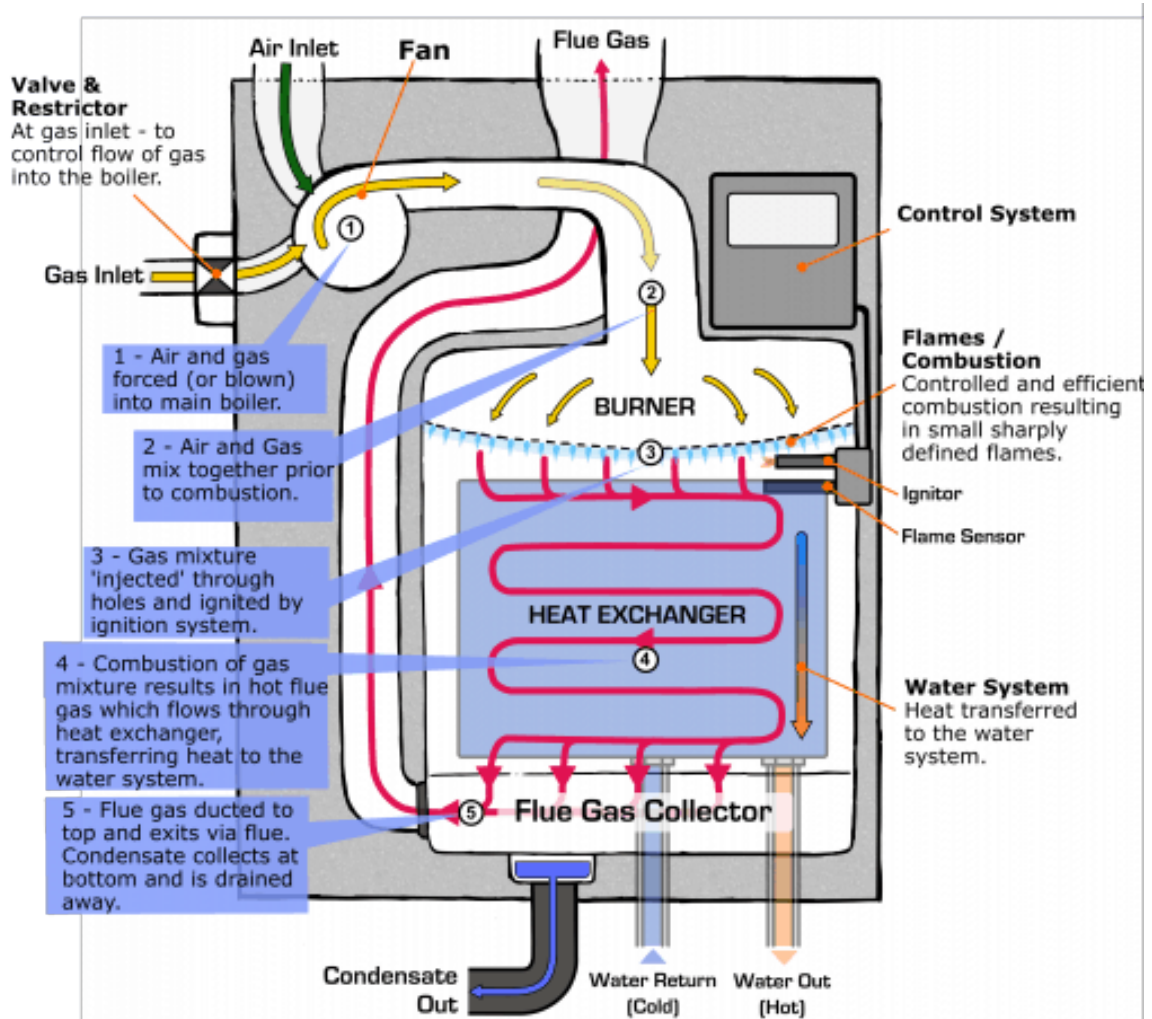 Air Inlet
Fan
Flue Gas
Valve &
Restrictor
At gas inlet - to
control flow of gas
into the boiler.
Gas Inlet
1
Control System
2
1 - Air and gas
forced (or blown)
into main boiler.
Flames /
Combustion
Controlled and efficient
combustion resulting
in small sharply
defined flames.
BURNER
2 - Air and Gas
mix together prior
to combustion.
3
Ignitor
Flame Sensor
3 - Gas mixture
'injected' through
holes and ignited by
ignition system.
HEAT EXCHANGER
4
4 - Combustion of gas
mixture results in hot flue
gas which flows through
heat exchanger,
transferring heat to the
water system.
Water System
Heat transferred
to the water
system.
5 - Flue gas ducted to
top and exits via flue.
Condensate collects at
bottom and is drained
away.
5
Flue Gas Collector
Condensate
Out
Water Return
(Cold)
Water Out
(Hot)